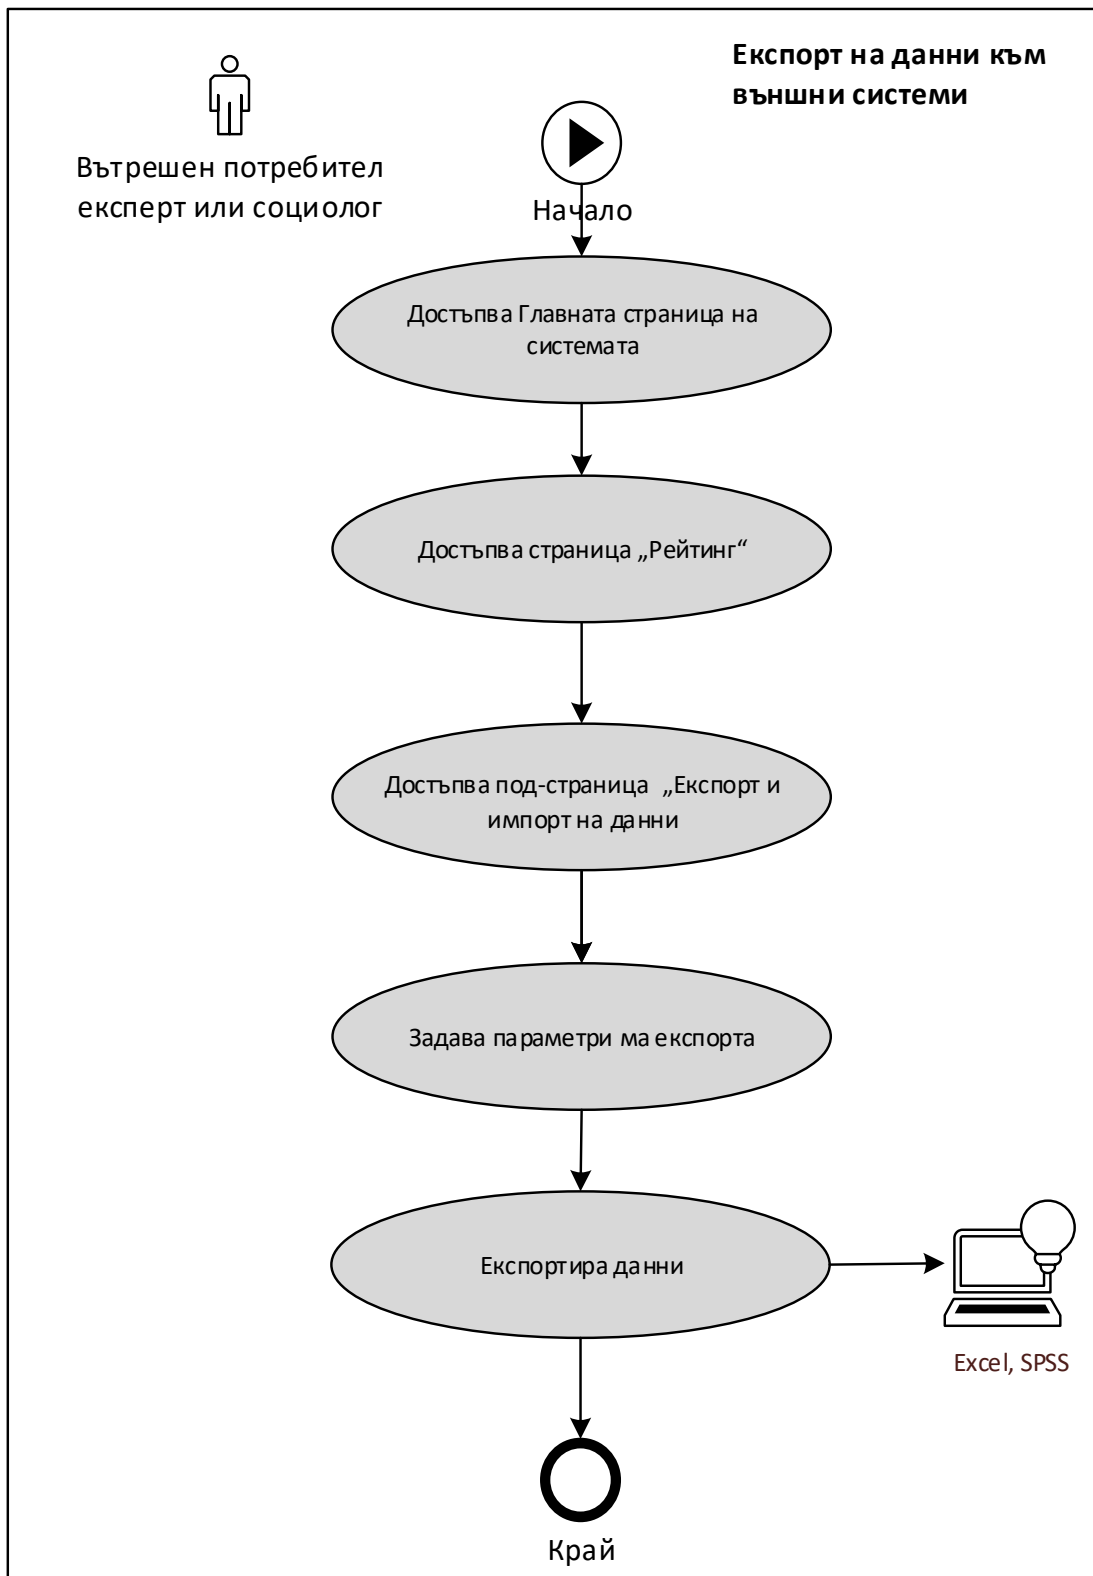 Експорт на данни към
външни системи
Вътрешен потребител
експерт или социолог
Начало
Достъпва Главната страница на
системата
Достъпва страница „Рейтинг“
Достъпва под-страница „Експорт и
импорт на данни
Задава параметри ма експорта
Експортира данни
Excel, SPSS
Край